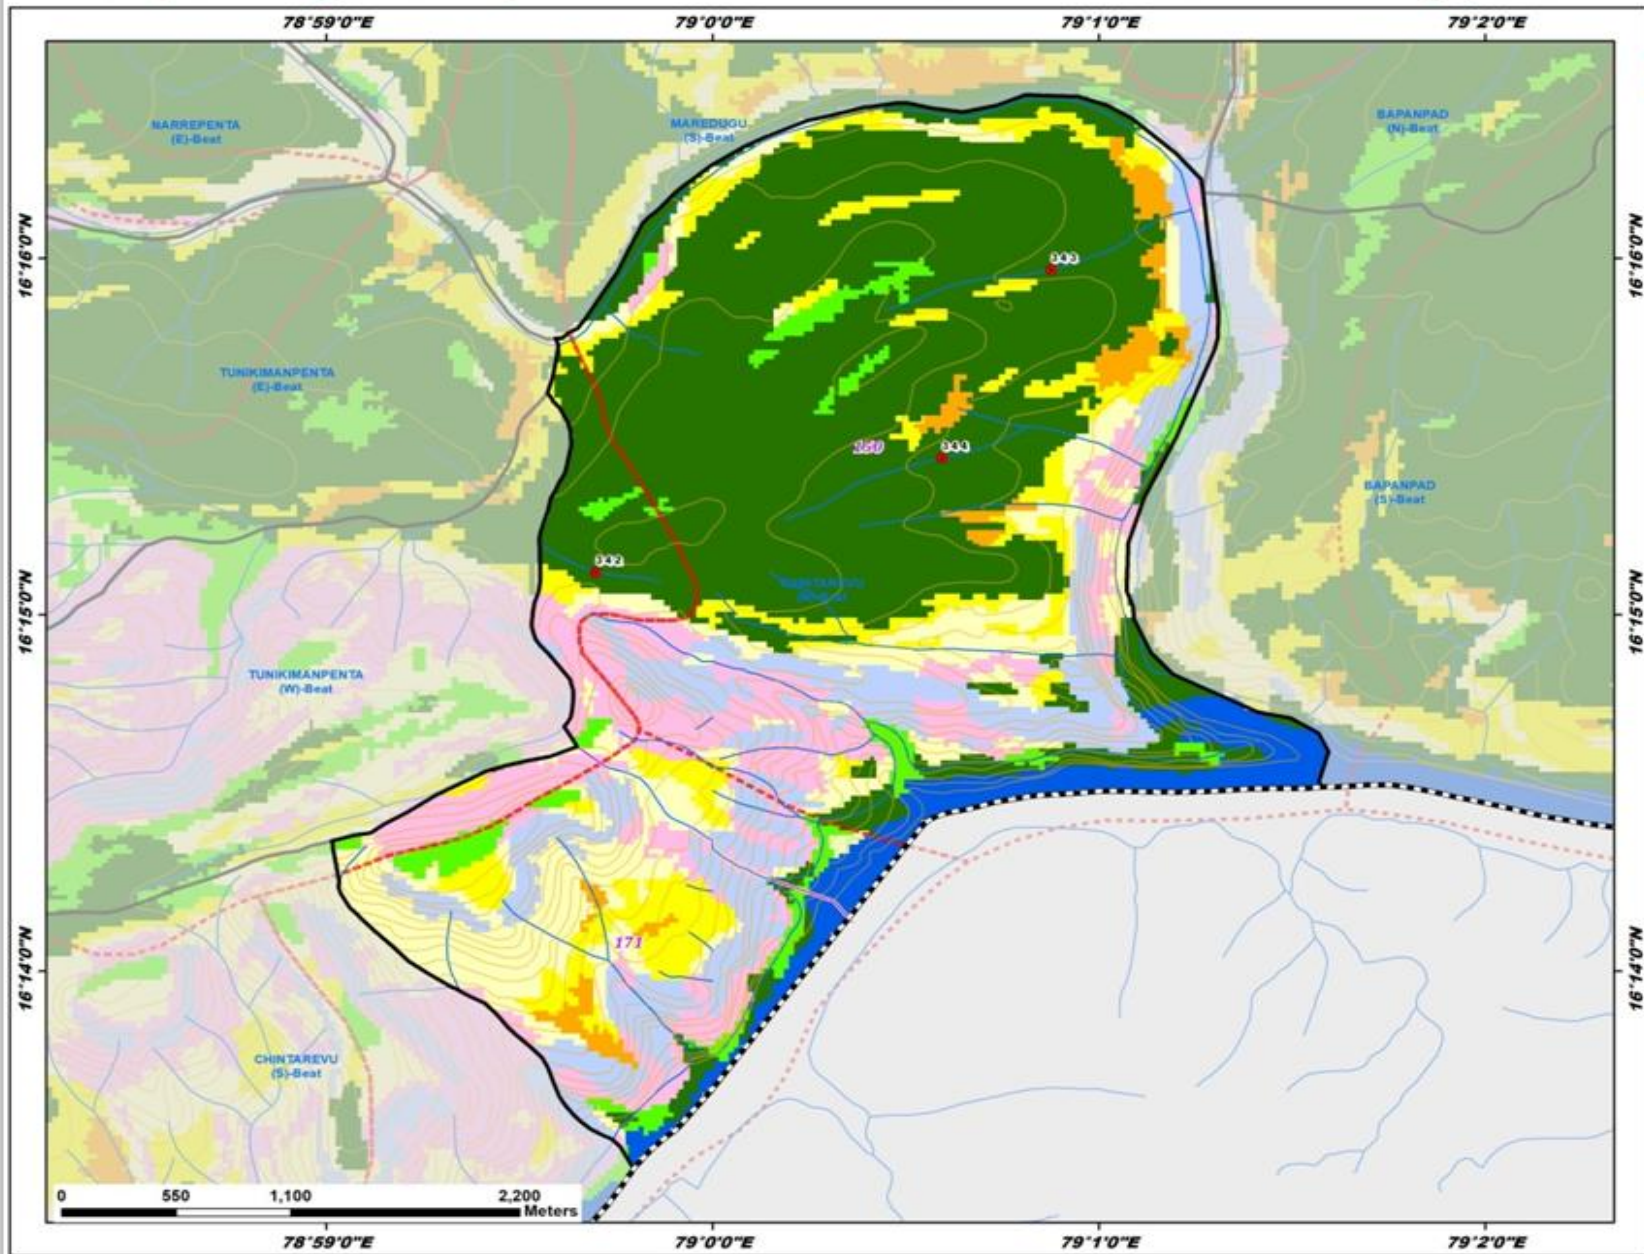 78°59'0"E 79°0'0"E 79°1'0"E 79°2'0"E
NARREPENTA
(E)-Beat
MAREDUGU
(S)-Beat
BAPANPAD
(N)-Beat
16°16'0"N 16°16'0"N
343
TUNIKIMANPENTA
(E)-Beat
150
344
BAPANPAD
(S)-Beat
342
16°15'0"N 16°15'0"N
TUNIKIMANPENTA
(W)-Beat
171
16°14'0"N 16°14'0"N
CHINTAREVU
(S)-Beat
0 550 1,100 2,200
Meters
78°59'0"E 79°0'0"E 79°1'0"E 79°2'0"E